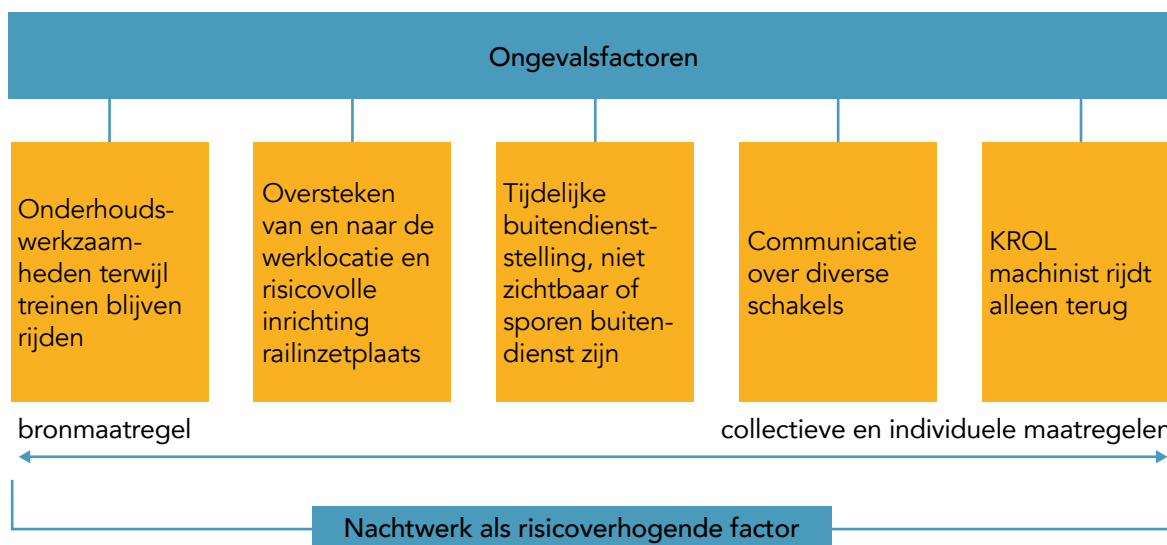 Ongevalsfactoren
Onderhouds-
werkzaam-
heden terwijl
treinen blijven
rijden
Oversteken
van en naar de
werklocatie en
risicovolle
inrichting
railinzetplaats
Tijdelijke
buitendienst-
stelling, niet
zichtbaar of
sporen buiten-
dienst zijn
Communicatie
over diverse
schakels
KROL
machinist rijdt
alleen terug
bronmaatregel
collectieve en individuele maatregelen
Nachtwerk als risicoverhogende factor